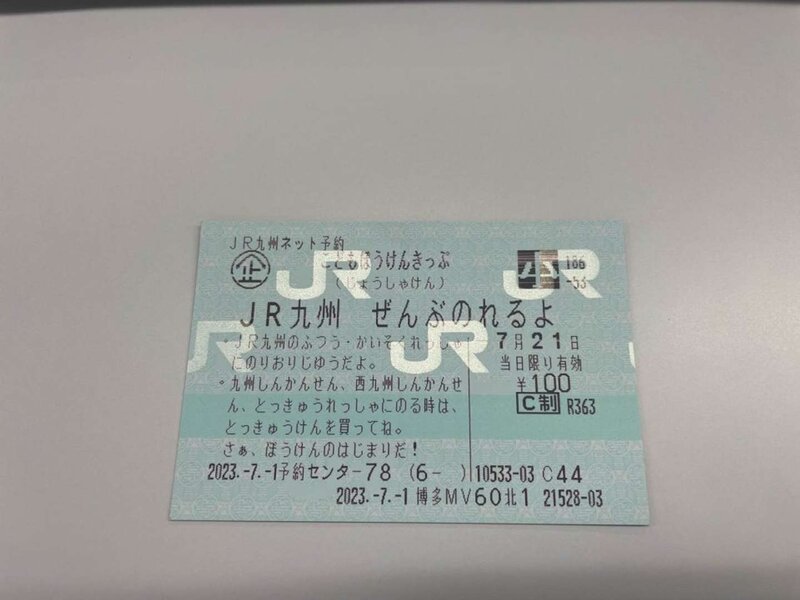 JR九州ネット予約
企 こどもぼうけんきっぷ 小 186
(じょうしゃけん) -53
JR九州 ぜんぶのれるよ
・JR九州のふつう・かいそくれっしゃ 7月21日
にのりおりじゆうだよ。 当日限り有効
・九州しんかんせん、西九州しんかんせ ¥100
ん、とっきゅうれっしゃにのる時は、 C制 R363
とっきゅうけんを買ってね。
さぁ、ぼうけんのはじまりだ!
2023.-7.-1予約センター78 (6- ) 10533-03 C44
2023.-7.-1 博多MV60北1 21528-03
JR JR
JR JR JR